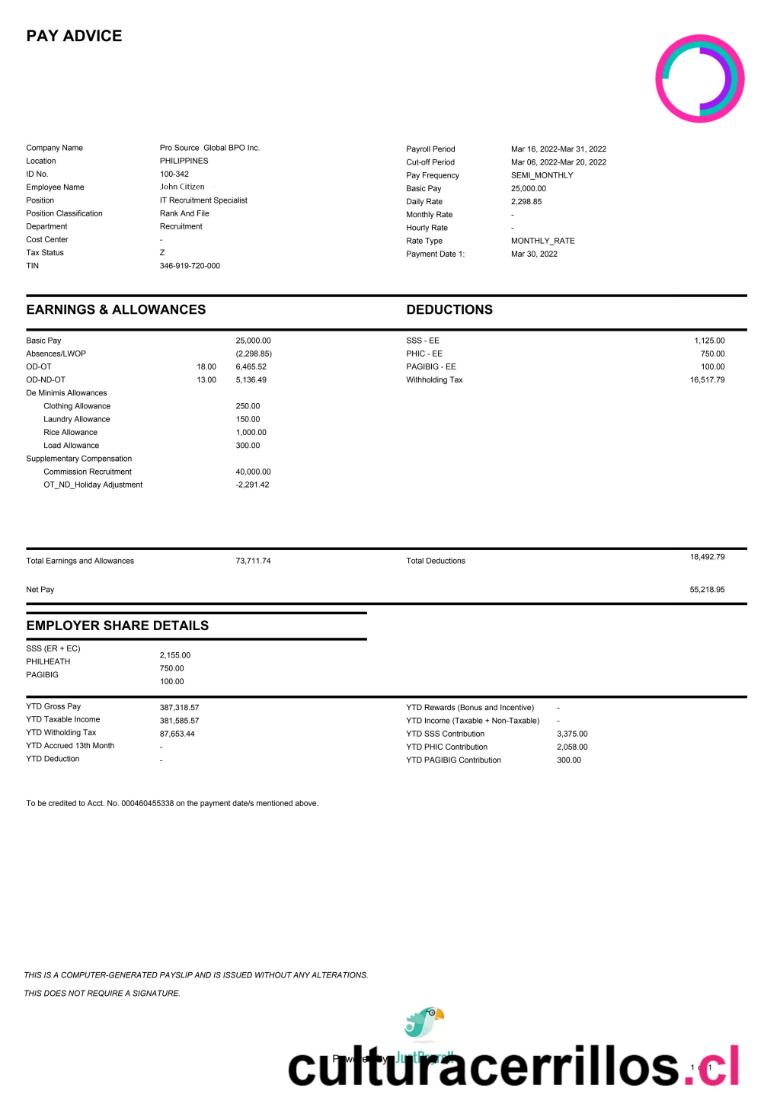 PAY ADVICE
Company Name Pro Source Global BPO Inc.
Location PHILIPPINES
ID No. 100-342
Employee Name John Citizen
Position IT Recruitment Specialist
Position Classification Rank And File
Department Recruitment
Cost Center -
Tax Status Z
TIN 346-919-720-000
Payroll Period Mar 16, 2022-Mar 31, 2022
Cut-off Period Mar 06, 2022-Mar 20, 2022
Pay Frequency SEMI_MONTHLY
Basic Pay 25,000.00
Daily Rate 2,298.85
Monthly Rate -
Hourly Rate -
Rate Type MONTHLY_RATE
Payment Date 1: Mar 30, 2022
EARNINGS & ALLOWANCES
Basic Pay 25,000.00
Absences/LWOP (2,298.85)
OD-OT 18.00 6,465.52
OD-ND-OT 13.00 5,136.49
De Minimis Allowances
Clothing Allowance 250.00
Laundry Allowance 150.00
Rice Allowance 1,000.00
Load Allowance 300.00
Supplementary Compensation
Commission Recruitment 40,000.00
OT_ND_Holiday Adjustment -2,291.42
DEDUCTIONS
SSS - EE 1,125.00
PHIC - EE 750.00
PAGIBIG - EE 100.00
Withholding Tax 16,517.79
Total Earnings and Allowances 73,711.74
Total Deductions 18,492.79
Net Pay 55,218.95
EMPLOYER SHARE DETAILS
SSS (ER + EC) 2,155.00
PHILHEATH 750.00
PAGIBIG 100.00
YTD Gross Pay 387,318.57
YTD Taxable Income 381,585.57
YTD Witholding Tax 87,653.44
YTD Accrued 13th Month -
YTD Deduction -
YTD Rewards (Bonus and Incentive) -
YTD Income (Taxable + Non-Taxable) -
YTD SSS Contribution 3,375.00
YTD PHIC Contribution 2,058.00
YTD PAGIBIG Contribution 300.00
To be credited to Acct. No. 000460455338 on the payment date/s mentioned above.
THIS IS A COMPUTER-GENERATED PAYSLIP AND IS ISSUED WITHOUT ANY ALTERATIONS.
THIS DOES NOT REQUIRE A SIGNATURE.
culturacerrillos.cl